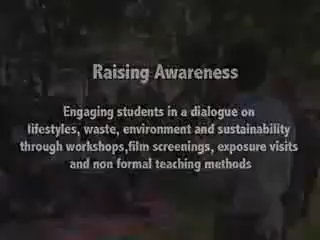 Raising Awareness
Engaging students in a dialogue on
lifestyles, waste, environment and sustainability
through workshops,film screenings, exposure visits
and non formal teaching methods